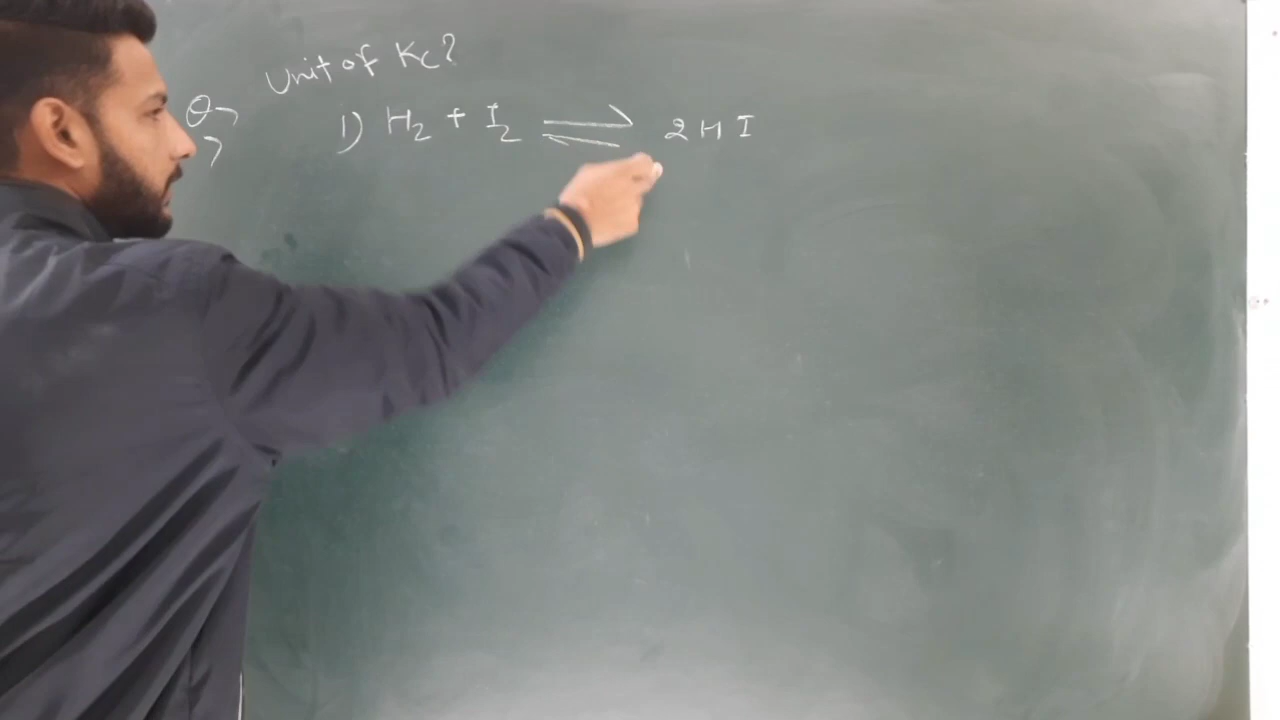 Unit of Kc?
Q
1) H₂ + I₂ ⇌ 2HI